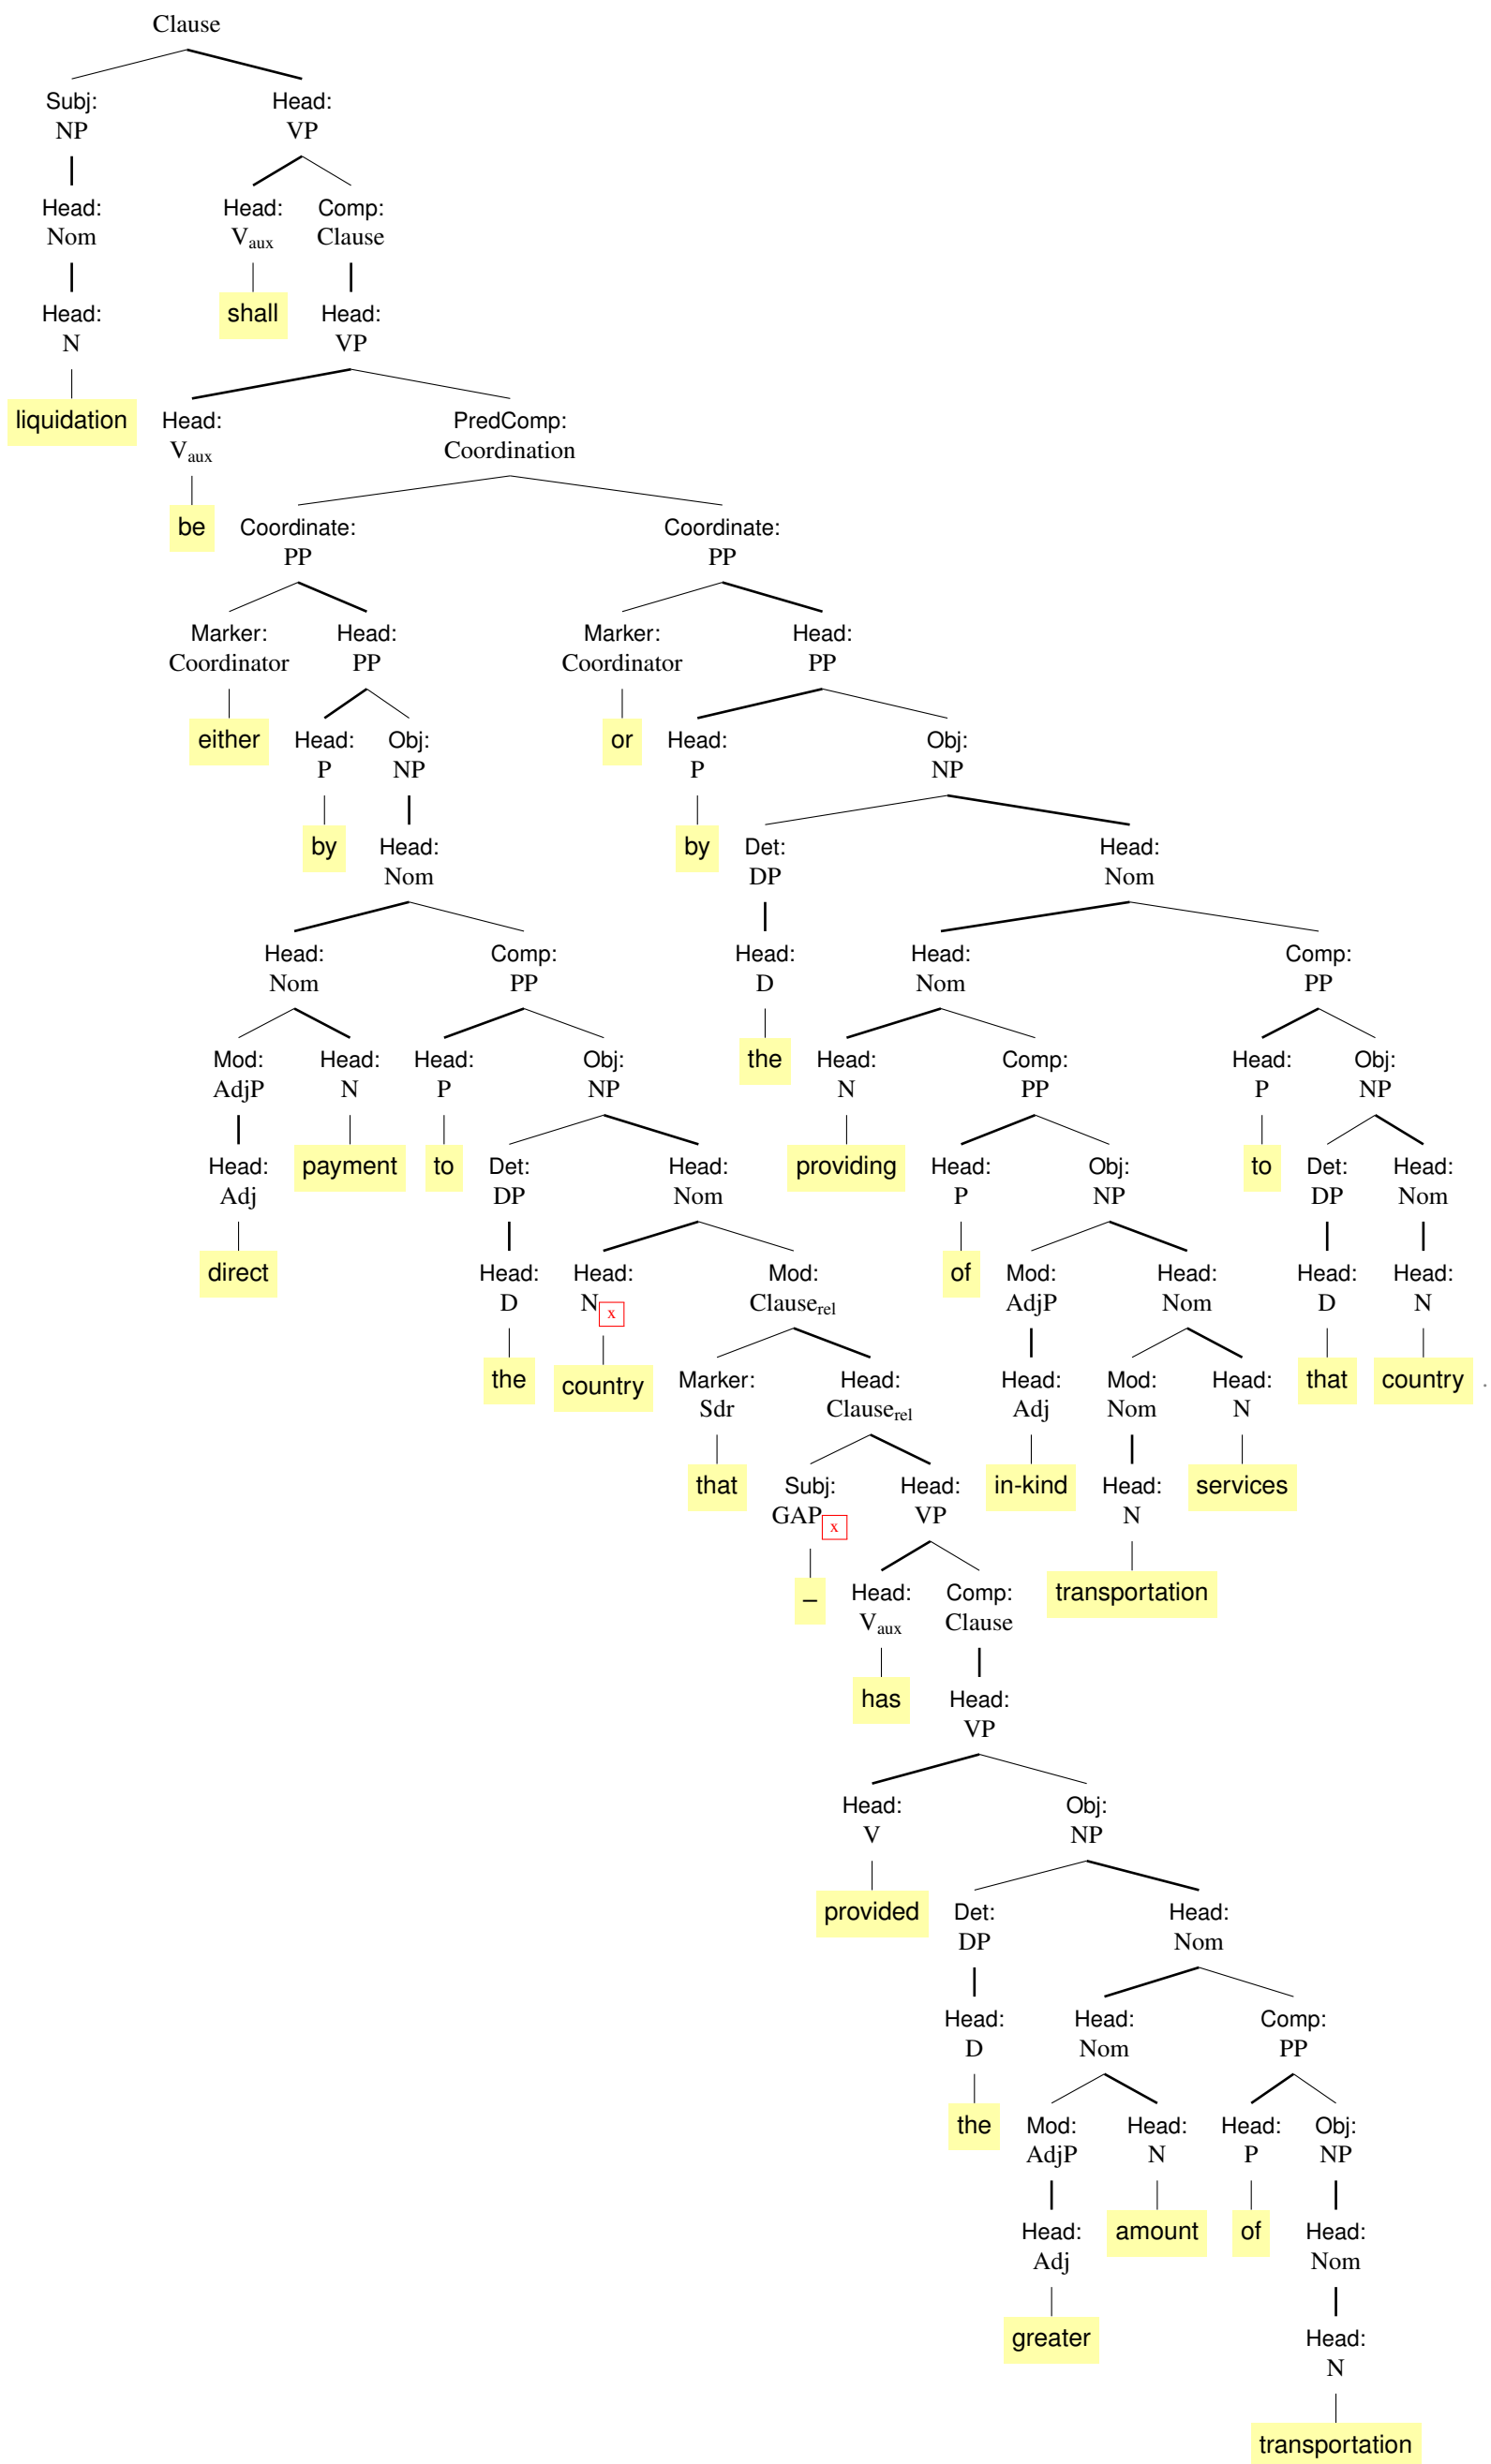 Clause
Subj: Head:
NP VP
Head: Head: Comp:
Nom Vaux Clause
Head: shall Head:
N VP
liquidation Head: PredComp:
Vaux Coordination
be Coordinate: Coordinate:
PP PP
Marker: Head: Marker: Head:
Coordinator PP Coordinator PP
either Head: Obj: or Head: Obj:
P NP P NP
by Head: by Det: Head:
Nom DP Nom
Head: Comp: Head: Head: Comp:
Nom PP D Nom PP
Mod: Head: Head: Obj: the Head: Comp: Head: Obj:
AdjP N P NP N PP P NP
Head: payment to Det: Head: providing Head: Obj: to Det: Head:
Adj DP Nom P NP DP Nom
direct Head: Head: Mod: of Mod: Head: Head: Head:
D Nx Clauserel AdjP Nom D N
the country Marker: Head: Head: Mod: Head: that country .
Sdr Clauserel Adj Nom N
that Subj: Head: in-kind Head: services
GAPx VP N
– Head: Comp: transportation
Vaux Clause
has Head:
VP
Head: Obj:
V NP
provided Det: Head:
DP Nom
Head: Head: Comp:
D Nom PP
the Mod: Head: Head: Obj:
AdjP N P NP
Head: amount of Head:
Adj Nom
greater Head:
N
transportation